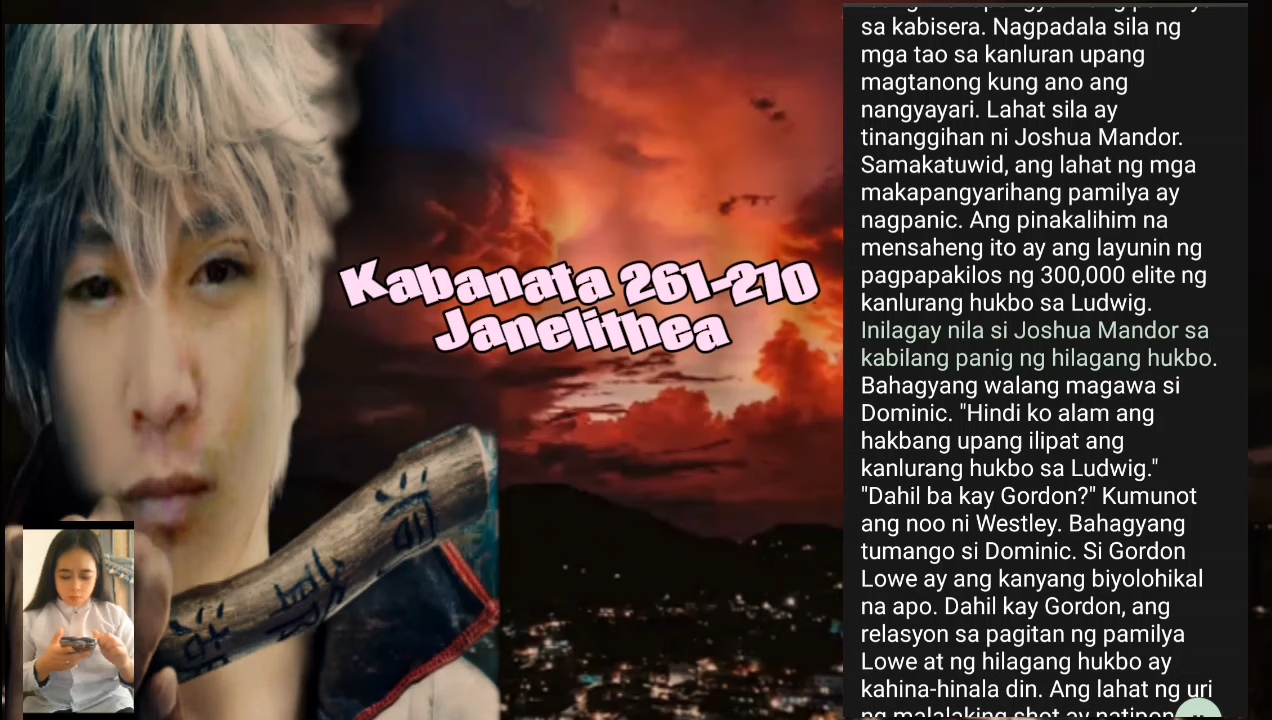 Kabanata 261-270
Janelithea
sa kabisera. Nagpadala sila ng
mga tao sa kanluran upang
magtanong kung ano ang
nangyayari. Lahat sila ay
tinanggihan ni Joshua Mandor.
Samakatuwid, ang lahat ng mga
makapangyarihang pamilya ay
nagpanic. Ang pinakalihim na
mensaheng ito ay ang layunin ng
pagpapakilos ng 300,000 elite ng
kanlurang hukbo sa Ludwig.
Inilagay nila si Joshua Mandor sa
kabilang panig ng hilagang hukbo.
Bahagyang walang magawa si
Dominic. "Hindi ko alam ang
hakbang upang ilipat ang
kanlurang hukbo sa Ludwig."
"Dahil ba kay Gordon?" Kumunot
ang noo ni Westley. Bahagyang
tumango si Dominic. Si Gordon
Lowe ay ang kanyang biyolohikal
na apo. Dahil kay Gordon, ang
relasyon sa pagitan ng pamilya
Lowe at ng hilagang hukbo ay
kahina-hinala din. Ang lahat ng uri
ng malalaking shot ay natipon